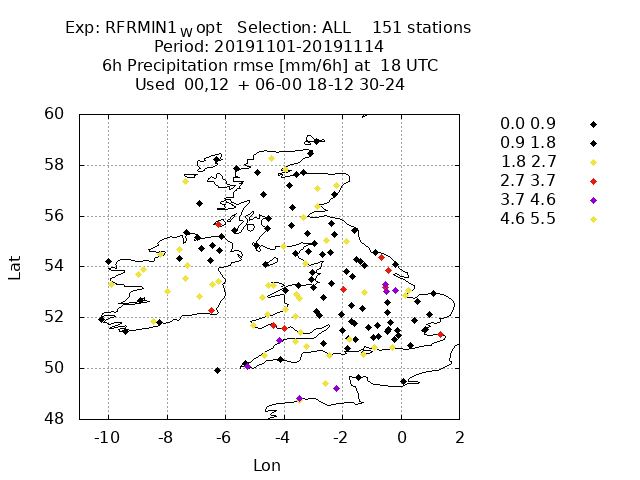 Exp: RFRMIN1wopt Selection: ALL 151 stations
Period: 20191101-20191114
6h Precipitation rmse [mm/6h] at 18 UTC
Used 00,12 + 06-00 18-12 30-24
60
58
56
54
52
50
48
Lat
-10 -8 -6 -4 -2 0 2
Lon
0.0 0.9
0.9 1.8
1.8 2.7
2.7 3.7
3.7 4.6
4.6 5.5